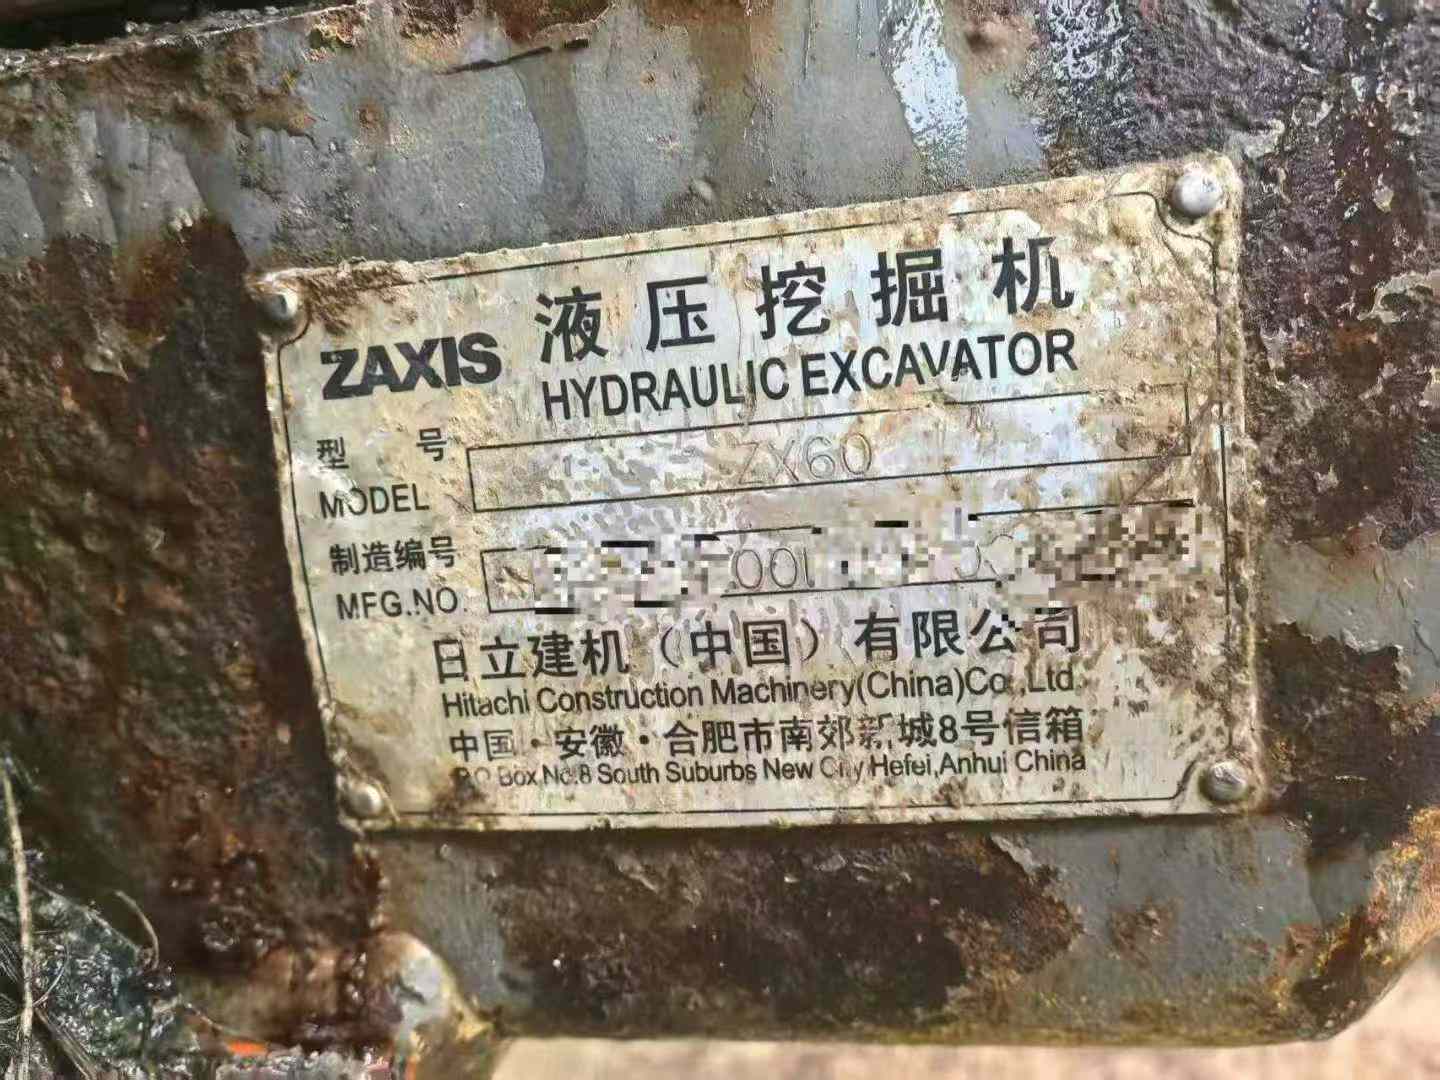 ZAXIS 液压挖掘机
HYDRAULIC EXCAVATOR
型号
MODEL ZX60
制造编号
MFG.NO. 001
日立建机（中国）有限公司
Hitachi Construction Machinery(China)Co.,Ltd.
中国·安徽·合肥市南郊新城8号信箱
P.O Box No.8 South Suburbs New City Hefei,Anhui China